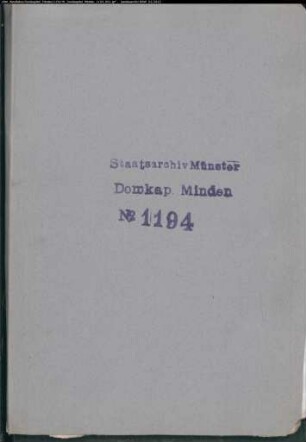 Staatsarchiv Münster
Domkap. Minden
№ 1194